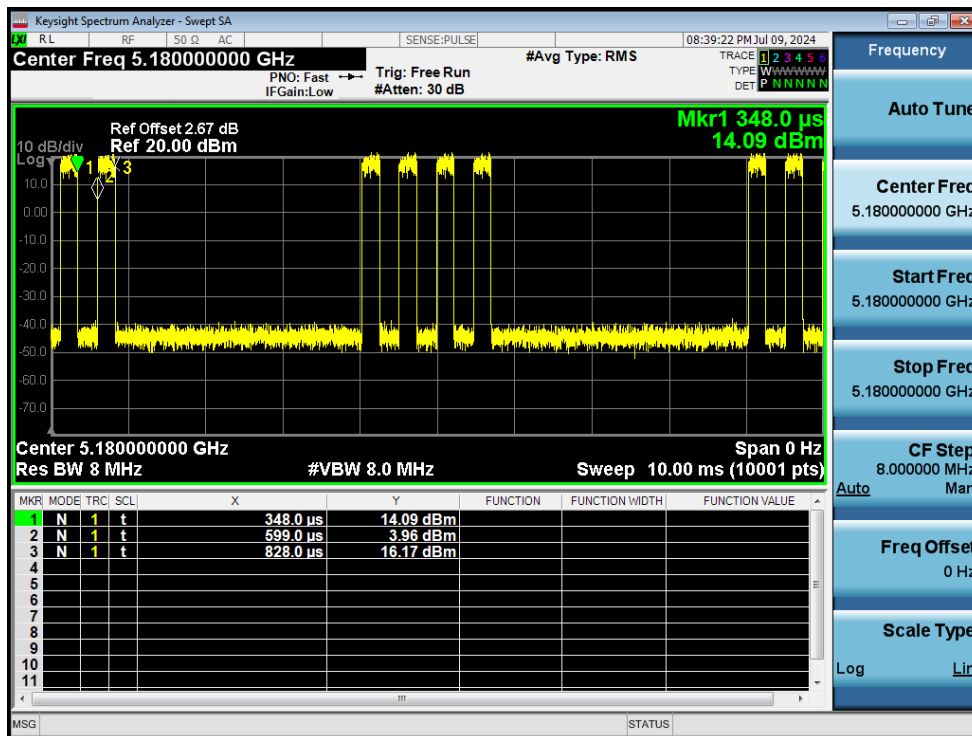 Keysight Spectrum Analyzer - Swept SA
LXI RL RF 50 Ω AC SENSE:PULSE 08:39:22 PM Jul 09, 2024
Center Freq 5.180000000 GHz #Avg Type: RMS TRACE 1 2 3 4 5 6
PNO: Fast Trig: Free Run TYPE WWWWWW
IFGain:Low #Atten: 30 dB DET P N N N N N
Mkr1 348.0 µs
14.09 dBm
Ref Offset 2.67 dB
10 dB/div Ref 20.00 dBm
Log
1 2 3
10.0
0.00
-10.0
-20.0
-30.0
-40.0
-50.0
-60.0
-70.0
Center 5.180000000 GHz Span 0 Hz
Res BW 8 MHz #VBW 8.0 MHz Sweep 10.00 ms (10001 pts)
MKR MODE TRC SCL X Y FUNCTION FUNCTION WIDTH FUNCTION VALUE
1 N 1 t 348.0 µs 14.09 dBm
2 N 1 t 599.0 µs 3.96 dBm
3 N 1 t 828.0 µs 16.17 dBm
4
5
6
7
8
9
10
11
MSG STATUS
Frequency
Auto Tune
Center Freq
5.180000000 GHz
Start Freq
5.180000000 GHz
Stop Freq
5.180000000 GHz
CF Step
8.000000 MHz
Auto Man
Freq Offset
0 Hz
Scale Type
Log Lin